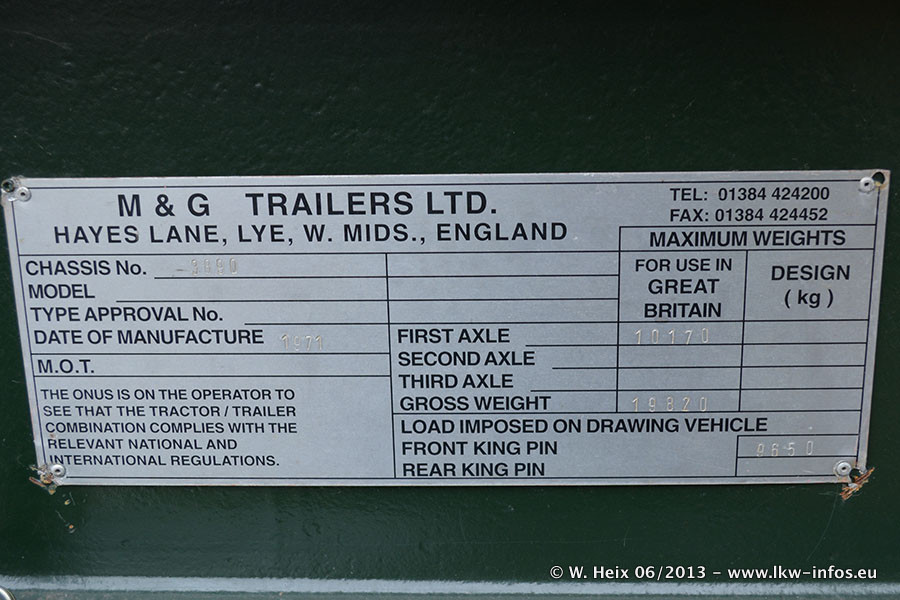 M & G TRAILERS LTD.
HAYES LANE, LYE, W. MIDS., ENGLAND
TEL: 01384 424200
FAX: 01384 424452
MAXIMUM WEIGHTS
FOR USE IN
GREAT
BRITAIN
DESIGN
( kg )
CHASSIS No.
MODEL
TYPE APPROVAL No.
DATE OF MANUFACTURE 1971
M.O.T.
THE ONUS IS ON THE OPERATOR TO
SEE THAT THE TRACTOR / TRAILER
COMBINATION COMPLIES WITH THE
RELEVANT NATIONAL AND
INTERNATIONAL REGULATIONS.
FIRST AXLE 10170
SECOND AXLE
THIRD AXLE
GROSS WEIGHT 19820
LOAD IMPOSED ON DRAWING VEHICLE
FRONT KING PIN 9650
REAR KING PIN
© W. Heix 06/2013 - www.lkw-infos.eu